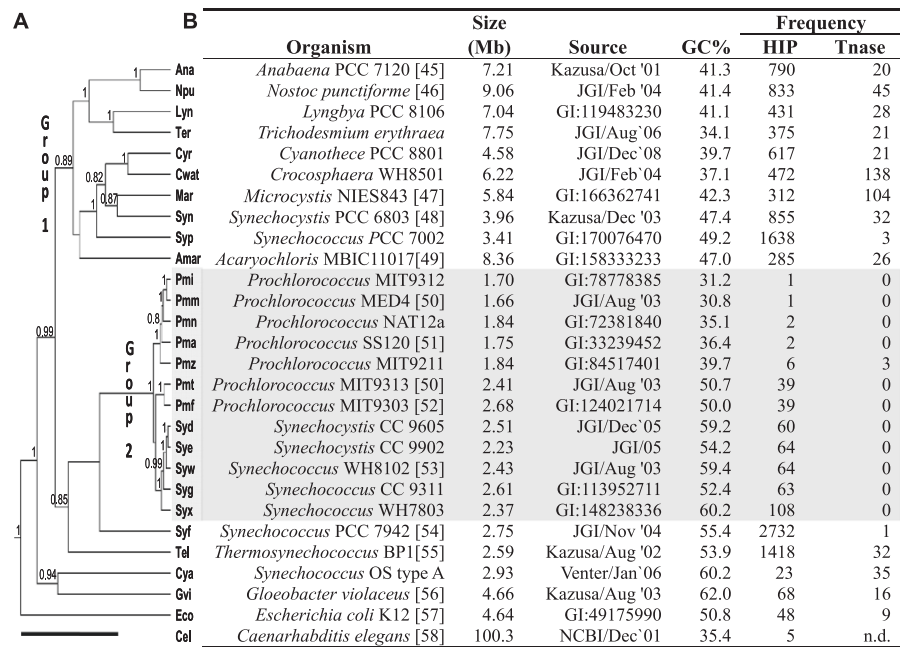 A
B
Size Frequency
Organism (Mb) Source GC% HIP Tnase
Ana Anabaena PCC 7120 [45] 7.21 Kazusa/Oct '01 41.3 790 20
Npu Nostoc punctiforme [46] 9.06 JGI/Feb '04 41.4 833 45
Lyn Lyngbya PCC 8106 7.04 GI:119483230 41.1 431 28
Ter Trichodesmium erythraea 7.75 JGI/Aug`06 34.1 375 21
Cyr Cyanothece PCC 8801 4.58 JGI/Dec`08 39.7 617 21
Cwat Crocosphaera WH8501 6.22 JGI/Feb`04 37.1 472 138
Mar Microcystis NIES843 [47] 5.84 GI:166362741 42.3 312 104
Syn Synechocystis PCC 6803 [48] 3.96 Kazusa/Dec '03 47.4 855 32
Syp Synechococcus PCC 7002 3.41 GI:170076470 49.2 1638 3
Amar Acaryochloris MBIC11017[49] 8.36 GI:158333233 47.0 285 26
Pmi Prochlorococcus MIT9312 1.70 GI:78778385 31.2 1 0
Pmm Prochlorococcus MED4 [50] 1.66 JGI/Aug '03 30.8 1 0
Pmn Prochlorococcus NAT12a 1.84 GI:72381840 35.1 2 0
Pma Prochlorococcus SS120 [51] 1.75 GI:33239452 36.4 2 0
Pmz Prochlorococcus MIT9211 1.84 GI:84517401 39.7 6 3
Pmt Prochlorococcus MIT9313 [50] 2.41 JGI/Aug '03 50.7 39 0
Pmf Prochlorococcus MIT9303 [52] 2.68 GI:124021714 50.0 39 0
Syd Synechocystis CC 9605 2.51 JGI/Dec`05 59.2 60 0
Sye Synechocystis CC 9902 2.23 JGI/05 54.2 64 0
Syw Synechococcus WH8102 [53] 2.43 JGI/Aug '03 59.4 64 0
Syg Synechococcus CC 9311 2.61 GI:113952711 52.4 63 0
Syx Synechococcus WH7803 2.37 GI:148238336 60.2 108 0
Syf Synechococcus PCC 7942 [54] 2.75 JGI/Nov '04 55.4 2732 1
Tel Thermosynechococcus BP1[55] 2.59 Kazusa/Aug '02 53.9 1418 32
Cya Synechococcus OS type A 2.93 Venter/Jan`06 60.2 23 35
Gvi Gloeobacter violaceus [56] 4.66 Kazusa/Aug '03 62.0 68 16
Eco Escherichia coli K12 [57] 4.64 GI:49175990 50.8 48 9
Cel Caenarhabditis elegans [58] 100.3 NCBI/Dec`01 35.4 5 n.d.
Group 1
Group 2
1
1
1
0.89
1
0.82
0.87
1
0.99
1
1
0.8
1
1
1
1
1
0.99
1
0.85
0.94
1